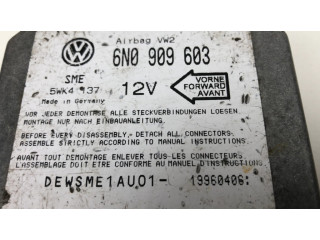 Airbag VW2
6N0 909 603
SME
5WK4 137
12V
VORNE
FORWARD
AVANT
Made in Germany
VOR JEDER DEMONTAGE ALLE STECKVERBINDUNGEN LOESEN.
MONTAGE NUR NACH EINBAUANLEITUNG.
BEFORE EVERY DISASSEMBLY, DETACH ALL CONNECTORS.
ASSEMBLE STRICTLY ACCORDING TO MANUAL INSTRUCTIONS.
AVANT TOUT DEMONTAGE ENLEVER TOUS LES CONNECTEURS
L'ASSEMBLAGE DOIT ETRE CONFORME AU MANUEL D'INSTRUCTIONS
DEWSME1AU01- 19960406: